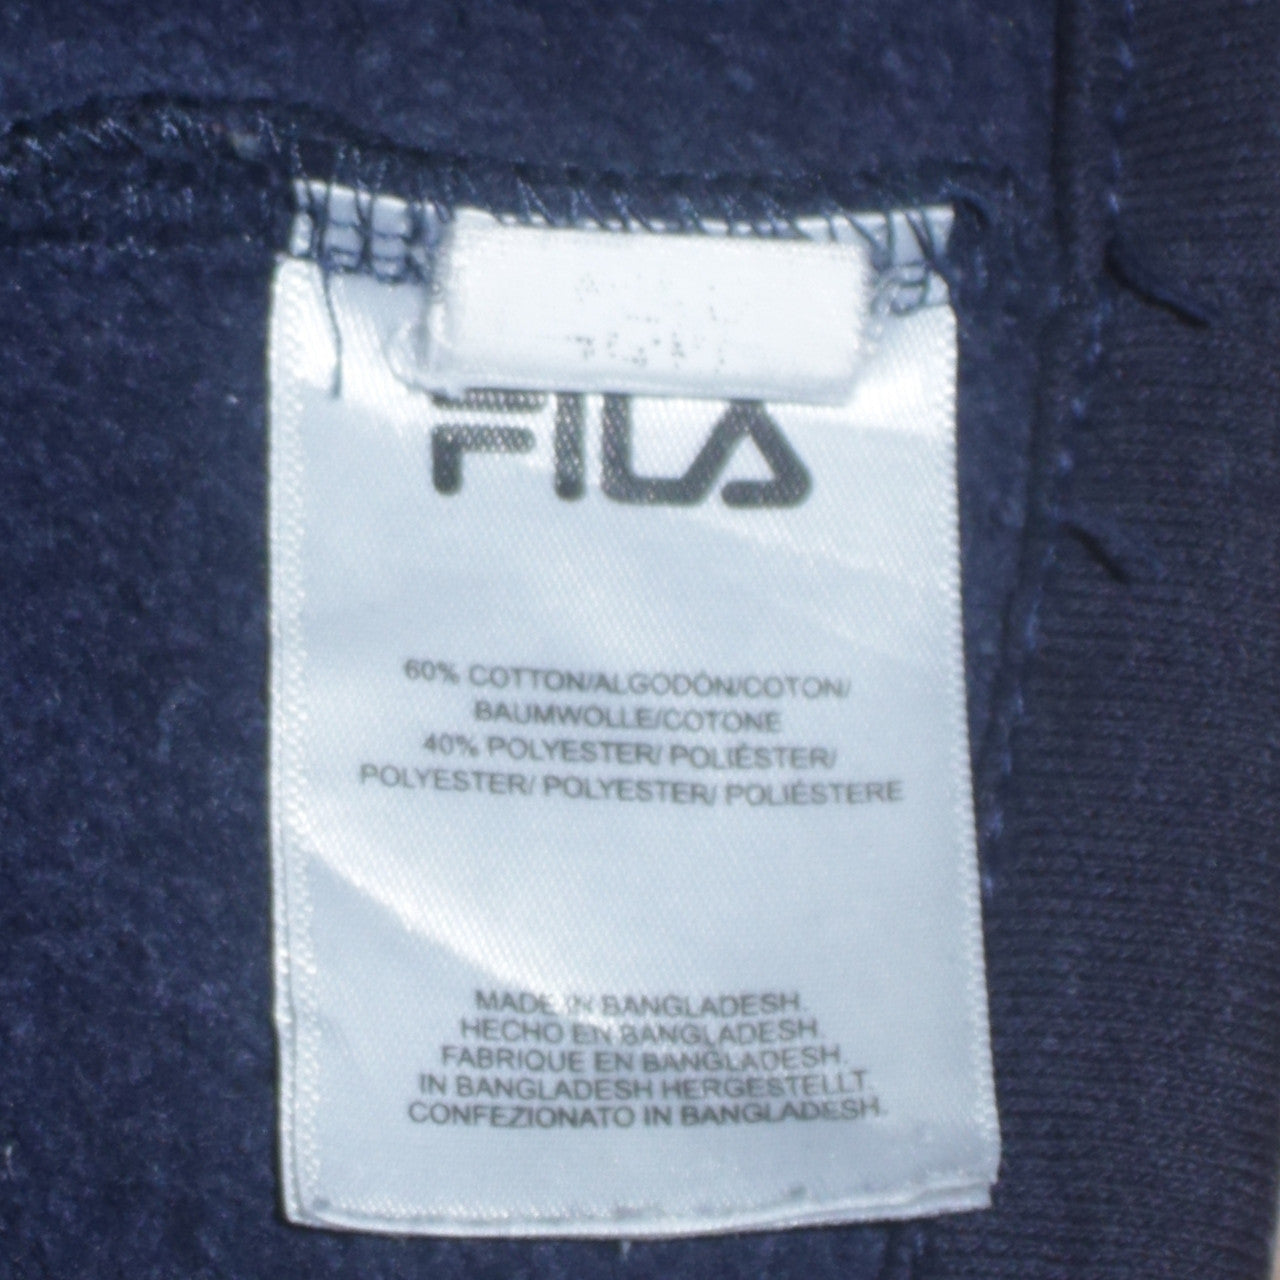 FILA
60% COTTON/ALGODÓN/COTON/
BAUMWOLLE/COTONE
40% POLYESTER/ POLIÉSTER/
POLYESTER/ POLYESTER/ POLIÉSTERE
MADE IN BANGLADESH.
HECHO EN BANGLADESH.
FABRIQUE EN BANGLADESH.
IN BANGLADESH HERGESTELLT.
CONFEZIONATO IN BANGLADESH.